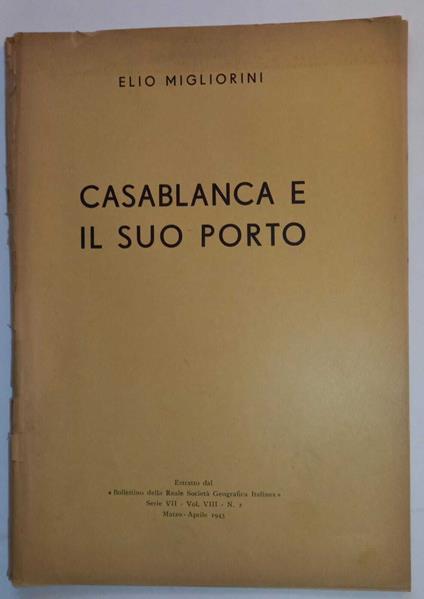 ELIO MIGLIORINI
CASABLANCA E
IL SUO PORTO
Estratto dal
« Bollettino della Reale Società Geografica Italiana »
Serie VII - Vol. VIII - N. 2
Marzo-Aprile 1943